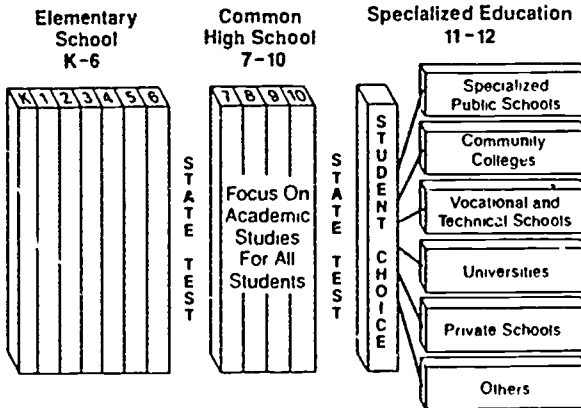 Elementary
School
K-6
K 1 2 3 4 5 6
STATE TEST
Common
High School
7-10
7 8 9 10
Focus On
Academic
Studies
For All
Students
STATE TEST
Specialized Education
11-12
STUDENT CHOICE
Specialized
Public Schools
Community
Colleges
Vocational and
Technical Schools
Universities
Private Schools
Others